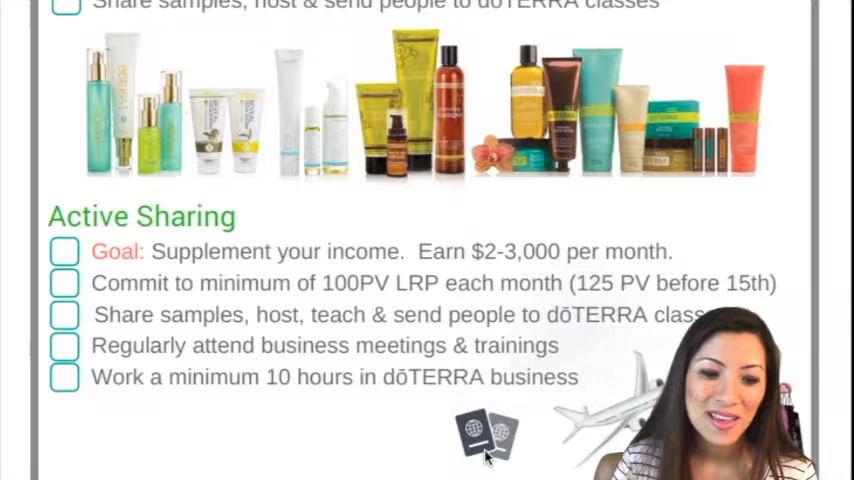 Share samples, host & send people to dōTERRA classes
Active Sharing
Goal: Supplement your income. Earn $2-3,000 per month.
Commit to minimum of 100PV LRP each month (125 PV before 15th)
Share samples, host, teach & send people to dōTERRA class
Regularly attend business meetings & trainings
Work a minimum 10 hours in dōTERRA business